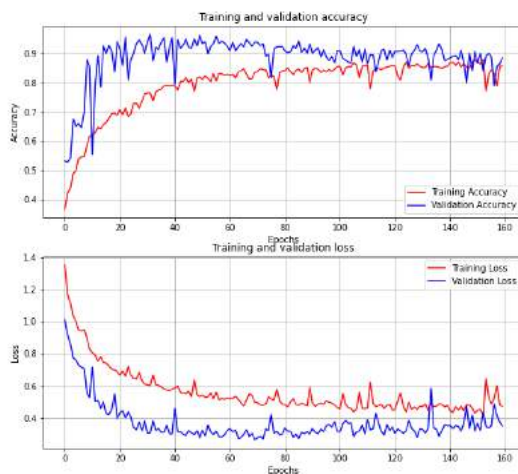 Training and validation accuracy
Accuracy
0.9
0.8
0.7
0.6
0.5
0.4
Training Accuracy
Validation Accuracy
0 20 40 60 80 100 120 140 160
Epochs
Training and validation loss
Loss
1.4
1.2
1.0
0.8
0.6
0.4
Training Loss
Validation Loss
0 20 40 60 80 100 120 140 160
Epochs